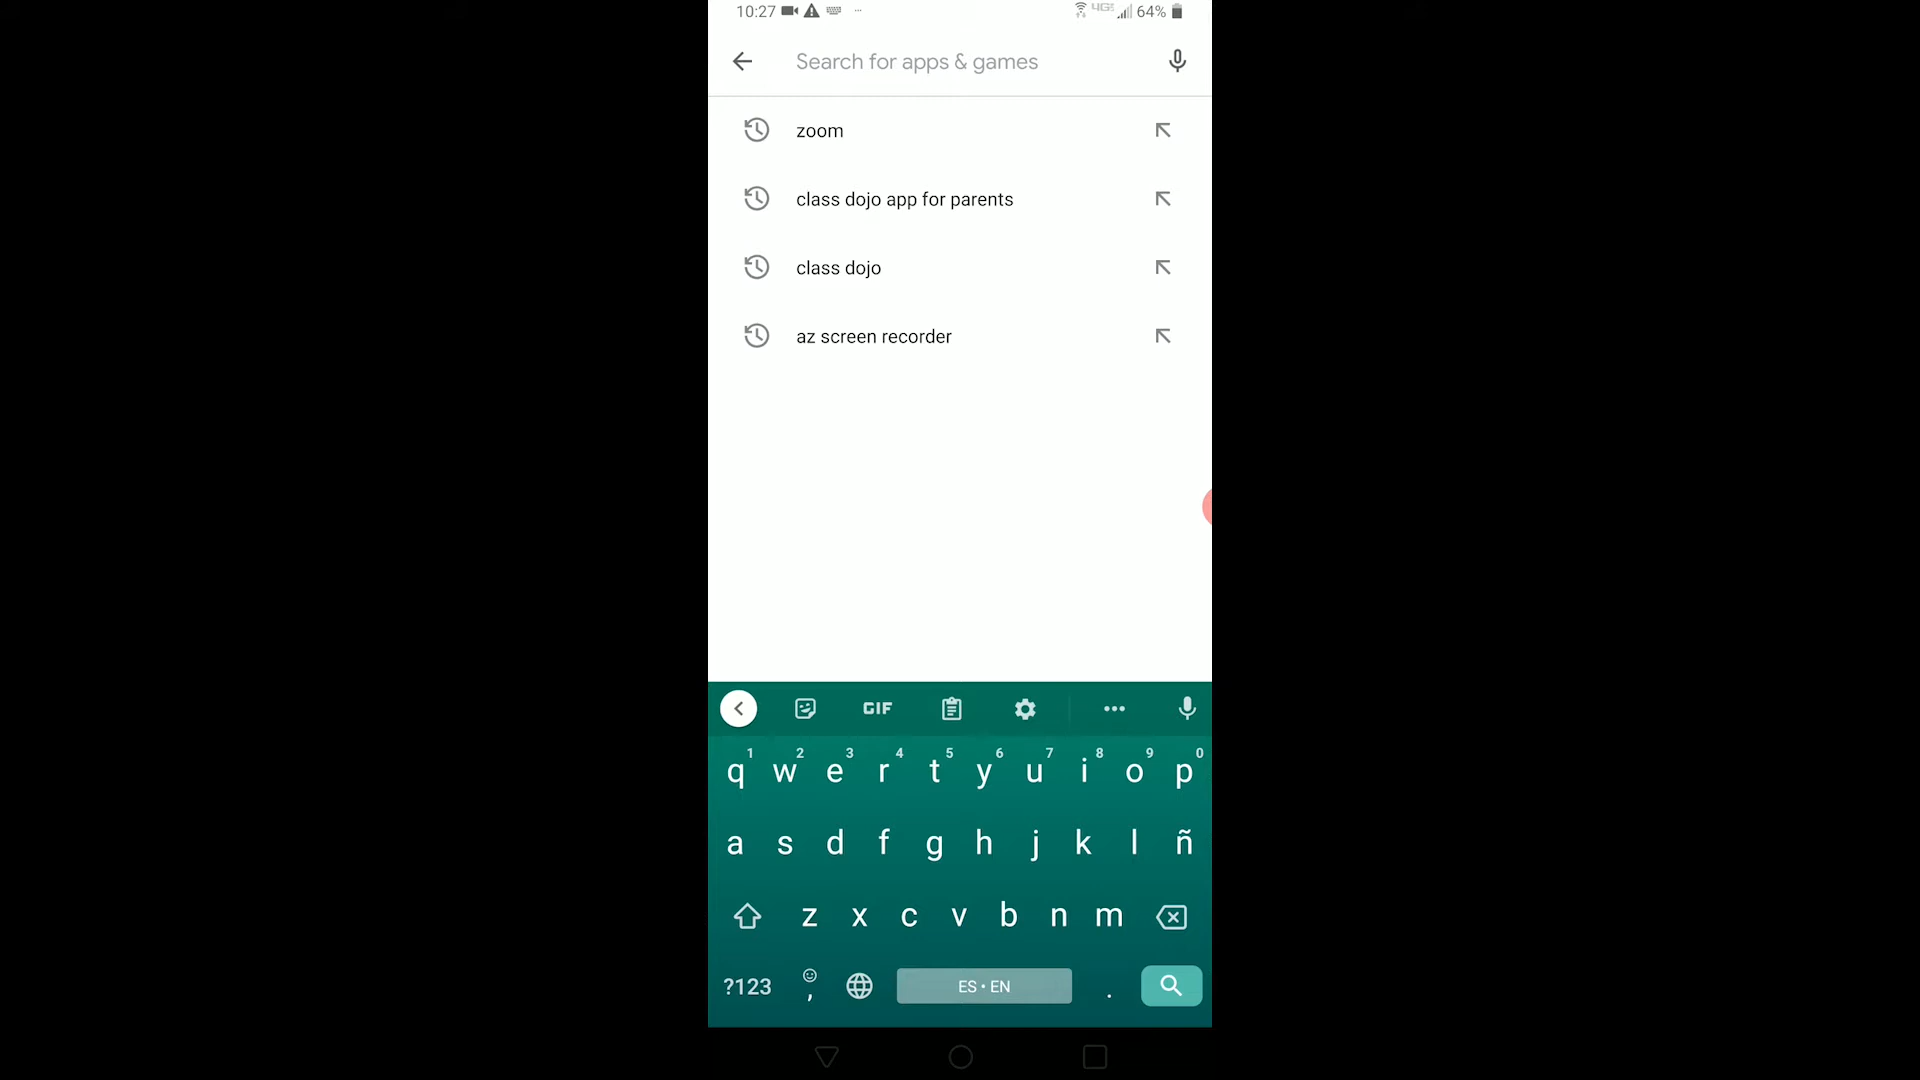 10:27 4G 64%
Search for apps & games
zoom
class dojo app for parents
class dojo
az screen recorder
GIF
1 2 3 4 5 6 7 8 9 0
q w e r t y u i o p
a s d f g h j k l ñ
z x c v b n m
?123 , ES • EN .